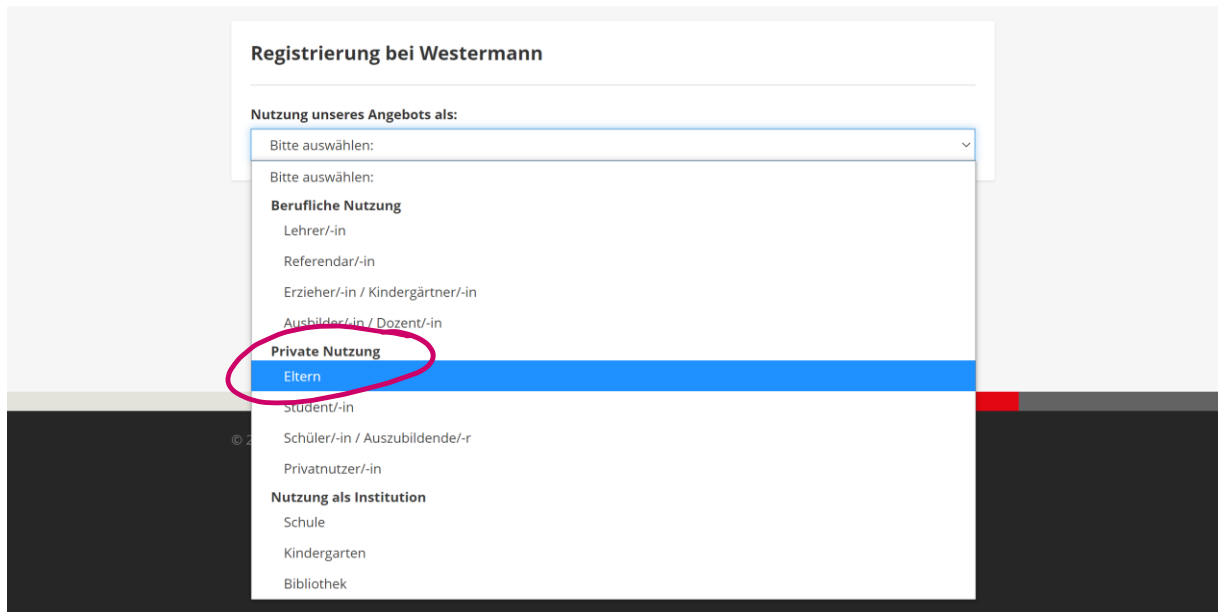 Registrierung bei Westermann
Nutzung unseres Angebots als:
Bitte auswählen:
Bitte auswählen:
Berufliche Nutzung
Lehrer/-in
Referendar/-in
Erzieher/-in / Kindergärtner/-in
Ausbilder/-in / Dozent/-in
Private Nutzung
Eltern
Student/-in
© 2
Schüler/-in / Auszubildende/-r
Privatnutzer/-in
Nutzung als Institution
Schule
Kindergarten
Bibliothek